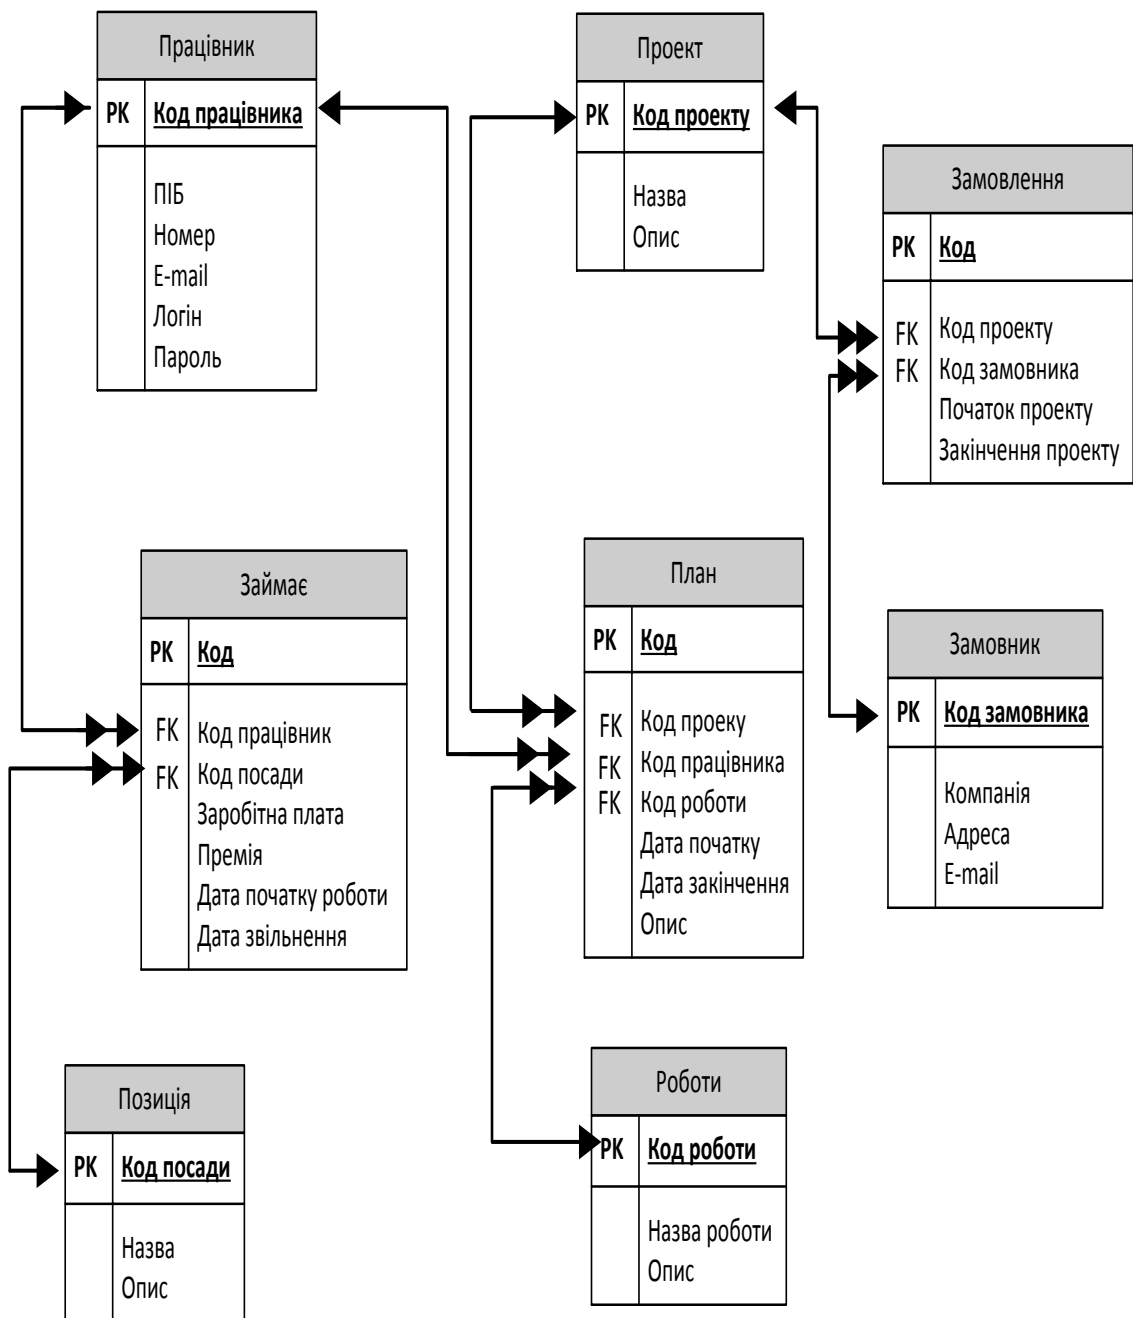 Працівник
PK Код працівника
ПІБ
Номер
E-mail
Логін
Пароль
Проект
PK Код проекту
Назва
Опис
Замовлення
PK Код
FK Код проекту
FK Код замовника
Початок проекту
Закінчення проекту
Займає
PK Код
FK Код працівник
FK Код посади
Заробітна плата
Премія
Дата початку роботи
Дата звільнення
План
PK Код
FK Код проеку
FK Код працівника
FK Код роботи
Дата початку
Дата закінчення
Опис
Замовник
PK Код замовника
Компанія
Адреса
E-mail
Позиція
PK Код посади
Назва
Опис
Роботи
PK Код роботи
Назва роботи
Опис